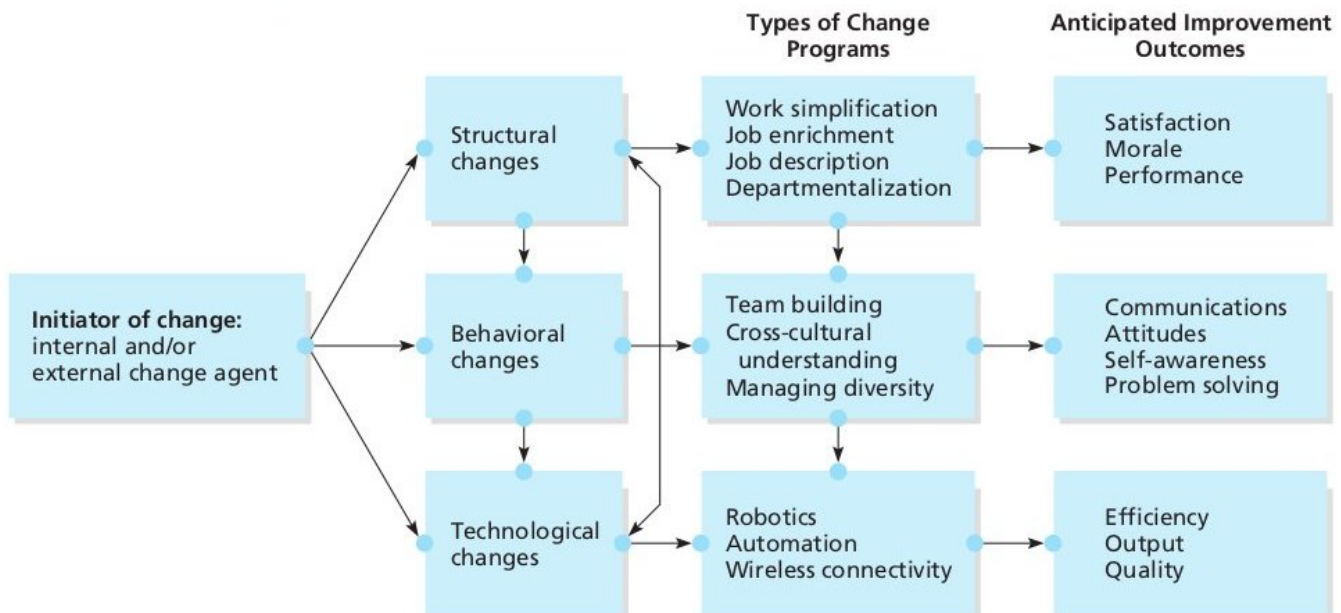 Types of Change
Programs
Anticipated Improvement
Outcomes
Initiator of change:
internal and/or
external change agent
Structural
changes
Work simplification
Job enrichment
Job description
Departmentalization
Satisfaction
Morale
Performance
Behavioral
changes
Team building
Cross-cultural
understanding
Managing diversity
Communications
Attitudes
Self-awareness
Problem solving
Technological
changes
Robotics
Automation
Wireless connectivity
Efficiency
Output
Quality